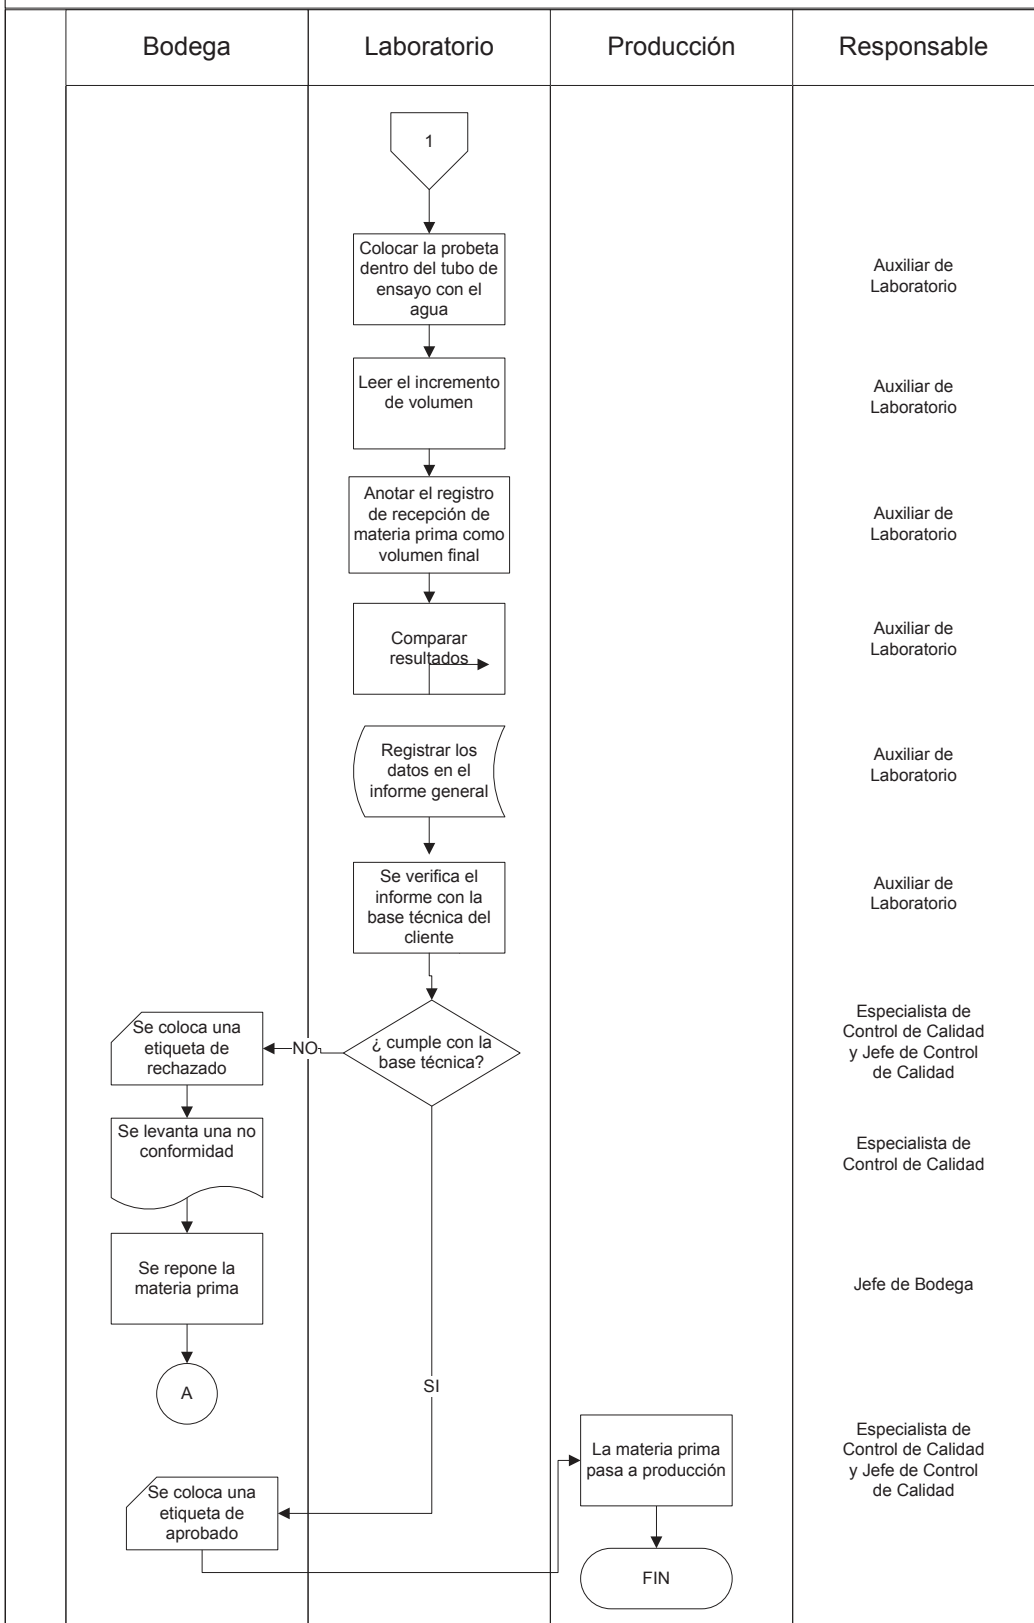 Bodega
Laboratorio
Producción
Responsable
1
Colocar la probeta
dentro del tubo de
ensayo con el
agua
Auxiliar de
Laboratorio
Leer el incremento
de volumen
Auxiliar de
Laboratorio
Anotar el registro
de recepción de
materia prima como
volumen final
Auxiliar de
Laboratorio
Comparar
resultados
Auxiliar de
Laboratorio
Registrar los
datos en el
informe general
Auxiliar de
Laboratorio
Se verifica el
informe con la
base técnica del
cliente
Auxiliar de
Laboratorio
¿ cumple con la
base técnica?
NO
Se coloca una
etiqueta de
rechazado
Especialista de
Control de Calidad
y Jefe de Control
de Calidad
Se levanta una no
conformidad
Especialista de
Control de Calidad
Se repone la
materia prima
Jefe de Bodega
A
SI
Se coloca una
etiqueta de
aprobado
La materia prima
pasa a producción
Especialista de
Control de Calidad
y Jefe de Control
de Calidad
FIN